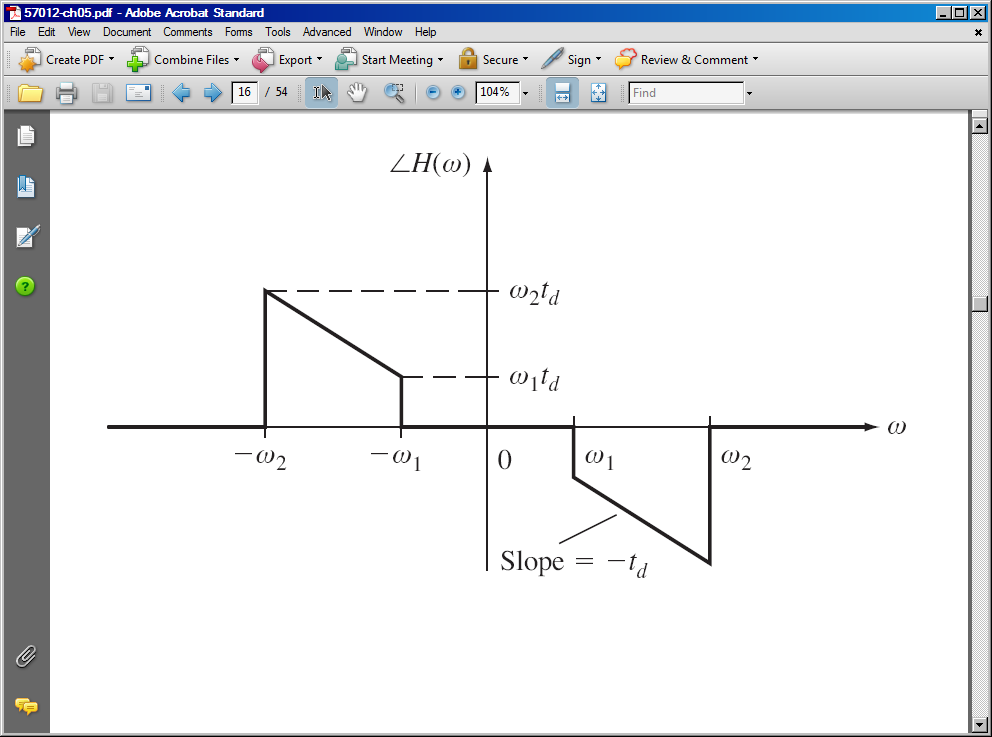 57012-ch05.pdf - Adobe Acrobat Standard
File Edit View Document Comments Forms Tools Advanced Window Help
Create PDF Combine Files Export Start Meeting Secure Sign Review & Comment
16 / 54 104% Find
∠H(ω)
ω₂t_d
ω₁t_d
ω
−ω₂ −ω₁ 0 ω₁ ω₂
Slope = −t_d